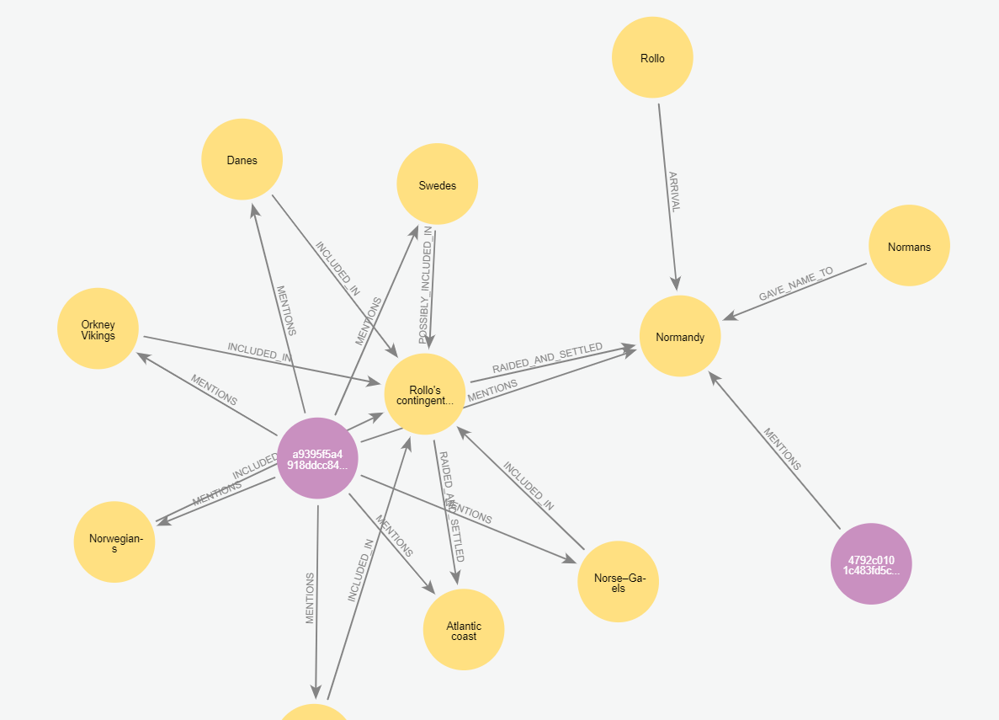 Rollo
ARRIVAL
Danes
Swedes
Normans
GAVE_NAME_TO
INCLUDED_IN
POSSIBLY_INCLUDED_IN
MENTIONS
MENTIONS
Orkney
Vikings
INCLUDED_IN
Normandy
RAIDED_AND_SETTLED
MENTIONS
Rollo's
contingent...
MENTIONS
a9395f5a4
918ddcc84...
INCLUDED
MENTIONS
MENTIONS
INCLUDED_IN
RAIDED_AND_SETTLED
MENTIONS
MENTIONS
Norwegian-
s
INCLUDED_IN
MENTIONS
Norse–Ga-
els
4792c010
1c483fd5c...
Atlantic
coast